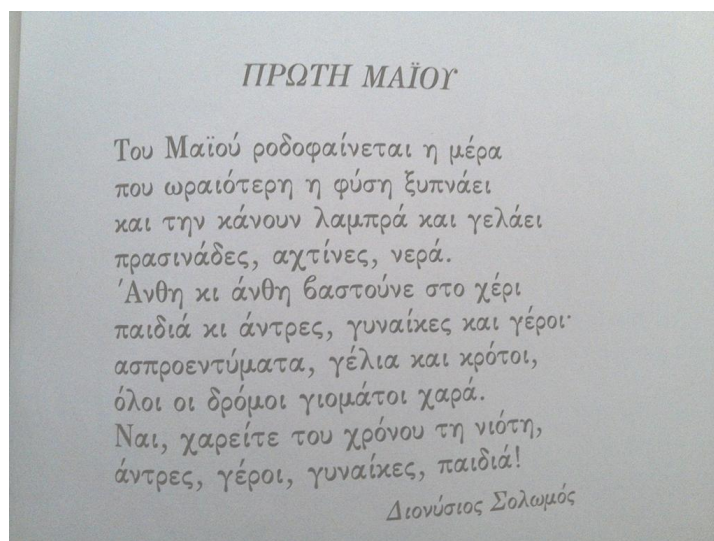 ΠΡΩΤΗ ΜΑΪΟΥ
Του Μαϊού ροδοφαίνεται η μέρα
που ωραιότερη η φύση ξυπνάει
και την κάνουν λαμπρά και γελάει
πρασινάδες, αχτίνες, νερά.
Άνθη κι άνθη βαστούνε στο χέρι
παιδιά κι άντρες, γυναίκες και γέροι·
ασπροεντύματα, γέλια και κρότοι,
όλοι οι δρόμοι γιομάτοι χαρά.
Ναι, χαρείτε του χρόνου τη νιότη,
άντρες, γέροι, γυναίκες, παιδιά!
Διονύσιος Σολωμός